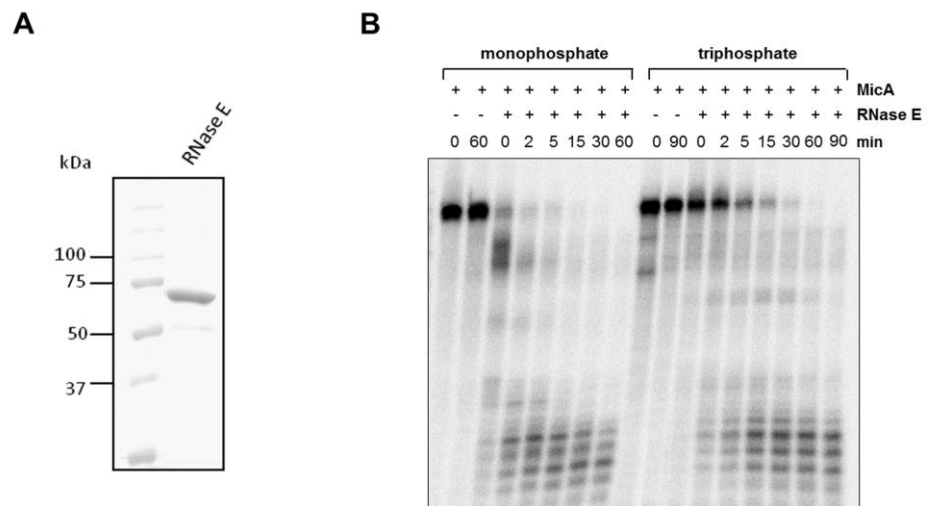 A
B
kDa
RNase E
100
75
50
37
monophosphate triphosphate
+ + + + + + + + + + + + + + + + + MicA
- - + + + + + + - - + + + + + + + RNase E
0 60 0 2 5 15 30 60 0 90 0 2 5 15 30 60 90 min